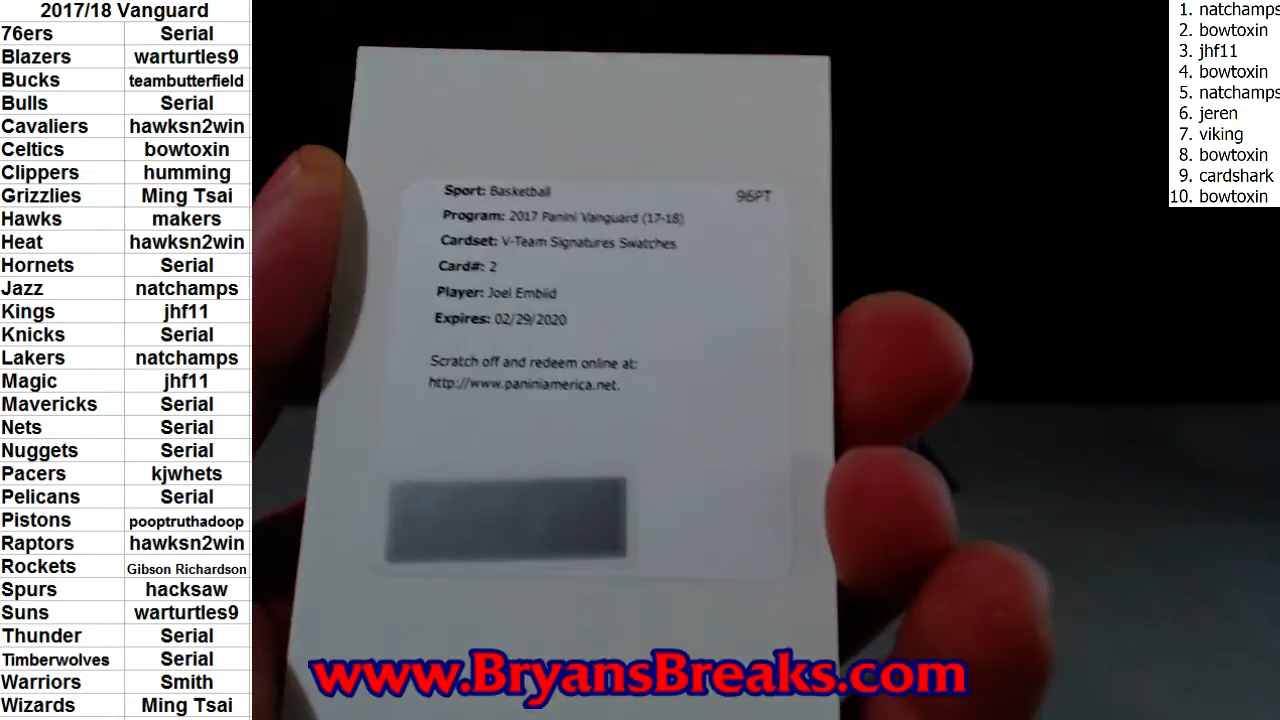 2017/18 Vanguard
76ers Serial
Blazers warturtles9
Bucks teambutterfield
Bulls Serial
Cavaliers hawksn2win
Celtics bowtoxin
Clippers humming
Grizzlies Ming Tsai
Hawks makers
Heat hawksn2win
Hornets Serial
Jazz natchamps
Kings jhf11
Knicks Serial
Lakers natchamps
Magic jhf11
Mavericks Serial
Nets Serial
Nuggets Serial
Pacers kjwhets
Pelicans Serial
Pistons pooptruthadoop
Raptors hawksn2win
Rockets Gibson Richardson
Spurs hacksaw
Suns warturtles9
Thunder Serial
Timberwolves Serial
Warriors Smith
Wizards Ming Tsai
Sport: Basketball 96PT
Program: 2017 Panini Vanguard (17-18)
Cardset: V-Team Signatures Swatches
Card#: 2
Player: Joel Embiid
Expires: 02/29/2020
Scratch off and redeem online at:
http://www.paniniamerica.net.
www.BryansBreaks.com
1. natchamps
2. bowtoxin
3. jhf11
4. bowtoxin
5. natchamps
6. jeren
7. viking
8. bowtoxin
9. cardshark
10. bowtoxin